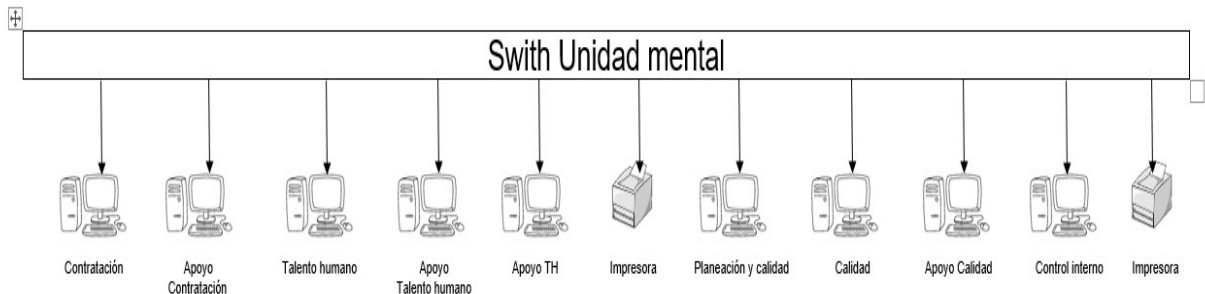 Swith Unidad mental
Contratación
Apoyo
Contratación
Talento humano
Apoyo
Talento humano
Apoyo TH
Impresora
Planeación y calidad
Calidad
Apoyo Calidad
Control interno
Impresora